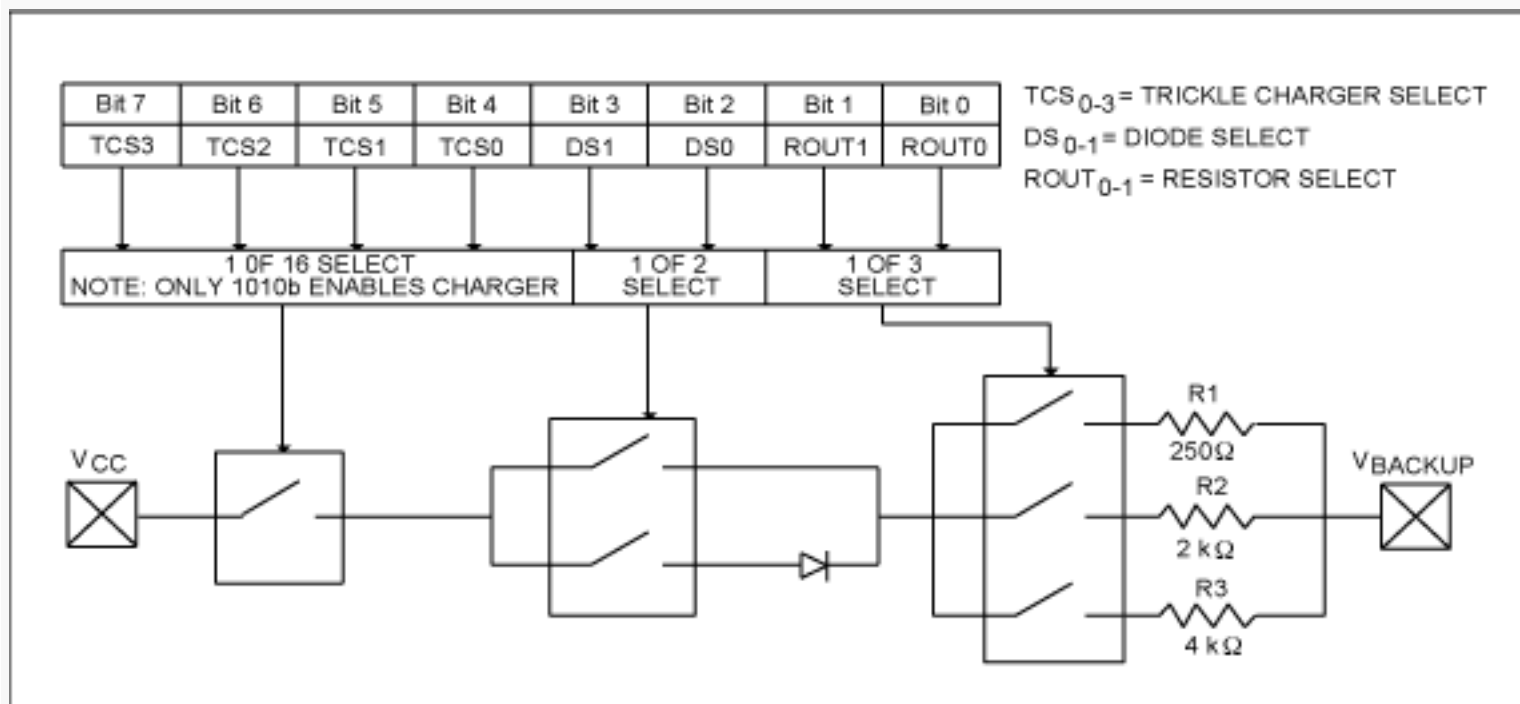 Bit 7 Bit 6 Bit 5 Bit 4 Bit 3 Bit 2 Bit 1 Bit 0
TCS3 TCS2 TCS1 TCS0 DS1 DS0 ROUT1 ROUT0
TCS0-3 = TRICKLE CHARGER SELECT
DS0-1 = DIODE SELECT
ROUT0-1 = RESISTOR SELECT
1 0F 16 SELECT
NOTE: ONLY 1010b ENABLES CHARGER
1 OF 2
SELECT
1 OF 3
SELECT
VCC
R1
250Ω
R2
2 kΩ
R3
4 kΩ
VBACKUP